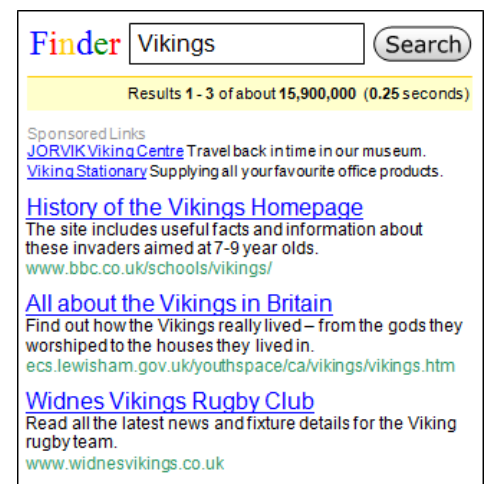 Finder Vikings Search
Results 1 - 3 of about 15,900,000 (0.25 seconds)
Sponsored Links
JORVIK Viking Centre Travel back in time in our museum.
Viking Stationary Supplying all your favourite office products.
History of the Vikings Homepage
The site includes useful facts and information about
these invaders aimed at 7-9 year olds.
www.bbc.co.uk/schools/vikings/
All about the Vikings in Britain
Find out how the Vikings really lived – from the gods they
worshiped to the houses they lived in.
ecs.lewisham.gov.uk/youthspace/ca/vikings/vikings.htm
Widnes Vikings Rugby Club
Read all the latest news and fixture details for the Viking
rugby team.
www.widnesvikings.co.uk